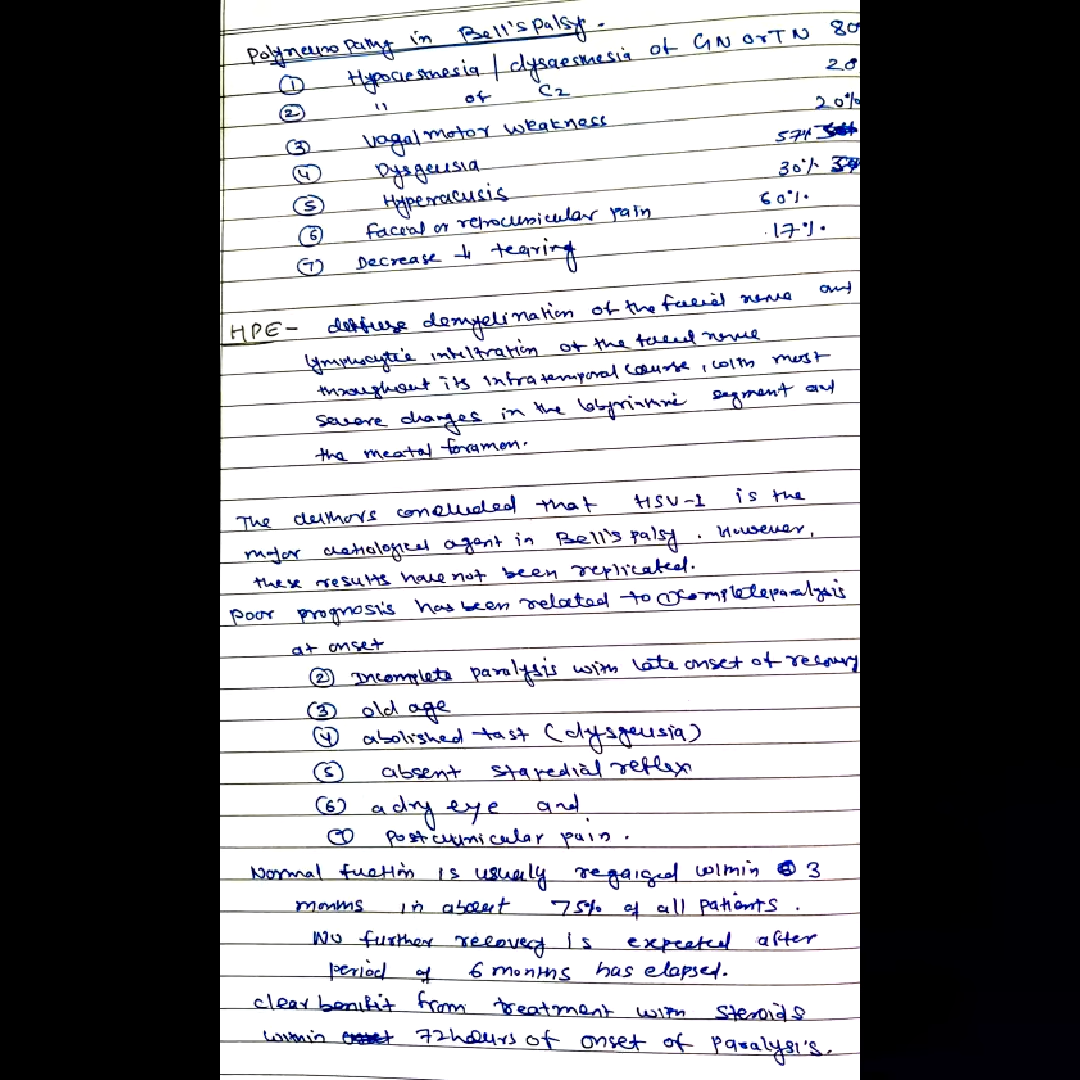 Polyneuropathy in Bell's palsy.
① Hypoaesthesia / dysaesthesia of GN or TN 80
② " of C2 20
③ vagal motor weakness 20%
④ Dysgeusia 57%
⑤ Hyperacusis 30%
⑥ facial or retroauricular pain 60%.
⑦ Decrease ↓ tearing 17%.
HPE - diffuse demyelination of the facial nerve and
lymphocytic infiltration of the facial nerve
throughout its infratemporal course, with most
severe changes in the labyrinthine segment and
the meatal foramen.
The authors concluded that HSV-1 is the
major aetiological agent in Bell's palsy. However,
these results have not been replicated.
poor prognosis has been related to ① complete paralysis
at onset
② Incomplete paralysis with late onset of recovery
③ old age
④ abolished tast (dysgeusia)
⑤ absent stapedial reflex
⑥ a dry eye and
⑦ postauricular pain.
Normal fuction is usually regaiged within 3
months in about 75% of all patients.
No further recovery is expected after
period of 6 months has elapsed.
clear benifit from treatment with steroids
within 72 hours of onset of paralysis.